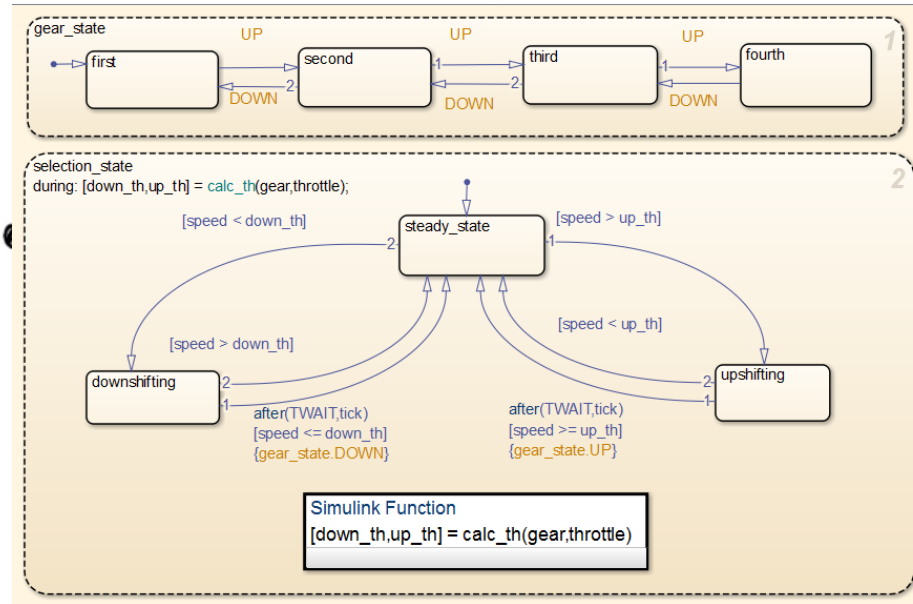 gear_state
1
UP
UP
UP
first
second
third
fourth
1
1
2
2
DOWN
DOWN
DOWN
selection_state
during: [down_th,up_th] = calc_th(gear,throttle);
2
[speed < down_th]
[speed > up_th]
steady_state
2
1
[speed > down_th]
[speed < up_th]
downshifting
upshifting
2
2
1
1
after(TWAIT,tick)
[speed <= down_th]
{gear_state.DOWN}
after(TWAIT,tick)
[speed >= up_th]
{gear_state.UP}
Simulink Function
[down_th,up_th] = calc_th(gear,throttle)